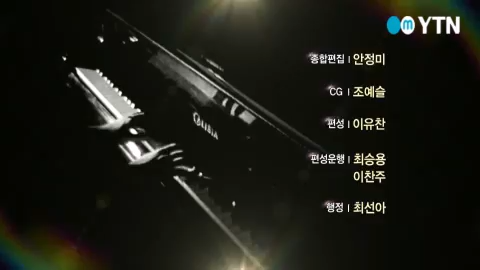 YTN
종합편집 | 안정미
CG | 조예슬
편성 | 이유찬
편성운행 | 최승용
이찬주
행정 | 최선아